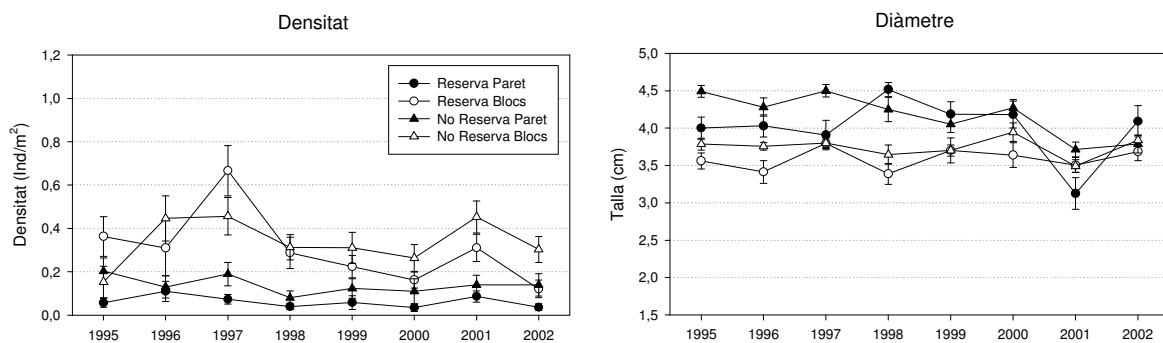 Densitat
Densitat (Ind/m²)
1,2
1,0
0,8
0,6
0,4
0,2
0,0
Reserva Paret
Reserva Blocs
No Reserva Paret
No Reserva Blocs
1995 1996 1997 1998 1999 2000 2001 2002
Diàmetre
Talla (cm)
5,0
4,5
4,0
3,5
3,0
2,5
2,0
1,5
1995 1996 1997 1998 1999 2000 2001 2002